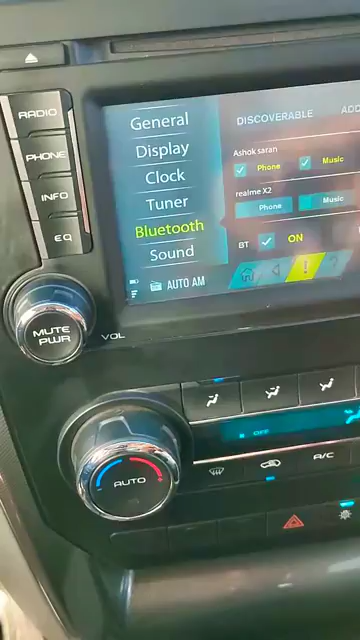 RADIO
PHONE
INFO
EQ
General
Display
Clock
Tuner
Bluetooth
Sound
DISCOVERABLE
Ashok saran
Phone Music
realme X2
Phone Music
BT ON
AUTO AM
MUTE
PWR
VOL
AUTO
OFF
A/C